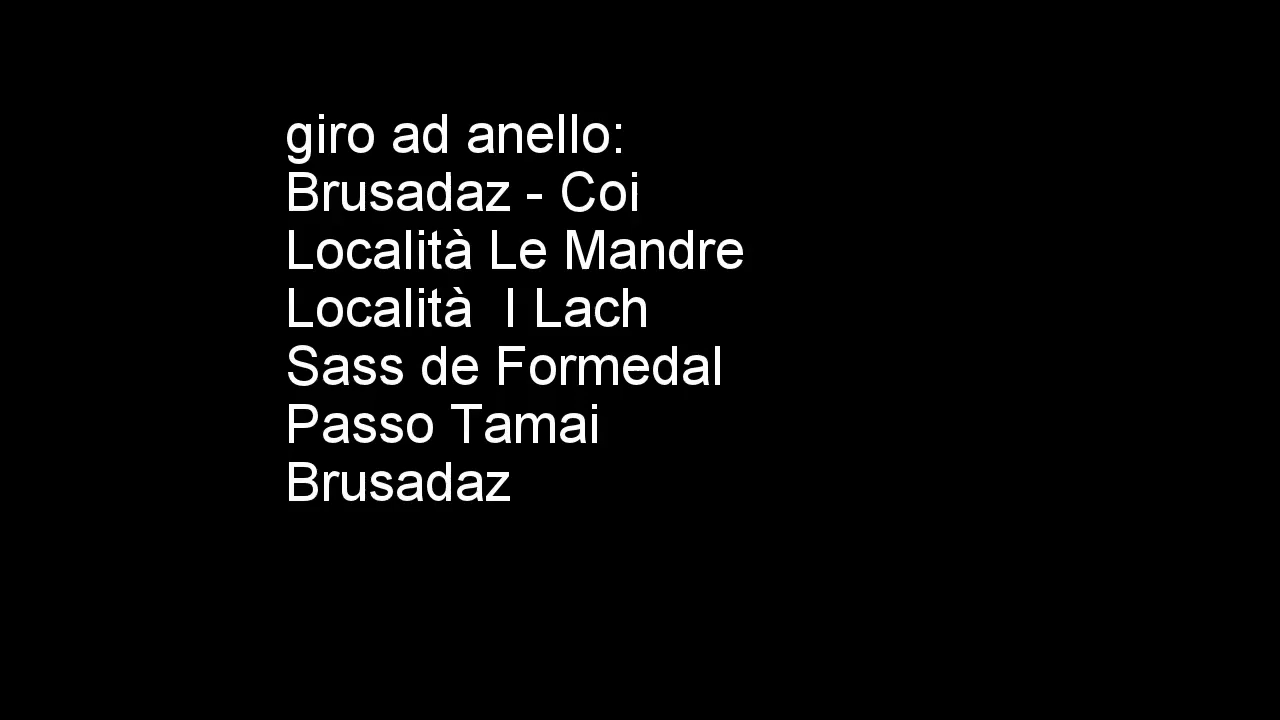 giro ad anello:
Brusadaz - Coi
Località Le Mandre
Località  I Lach
Sass de Formedal
Passo Tamai
Brusadaz